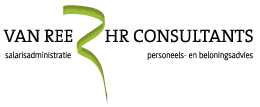 VAN REE HR CONSULTANTS
salarisadministratie personeels- en beloningsadvies